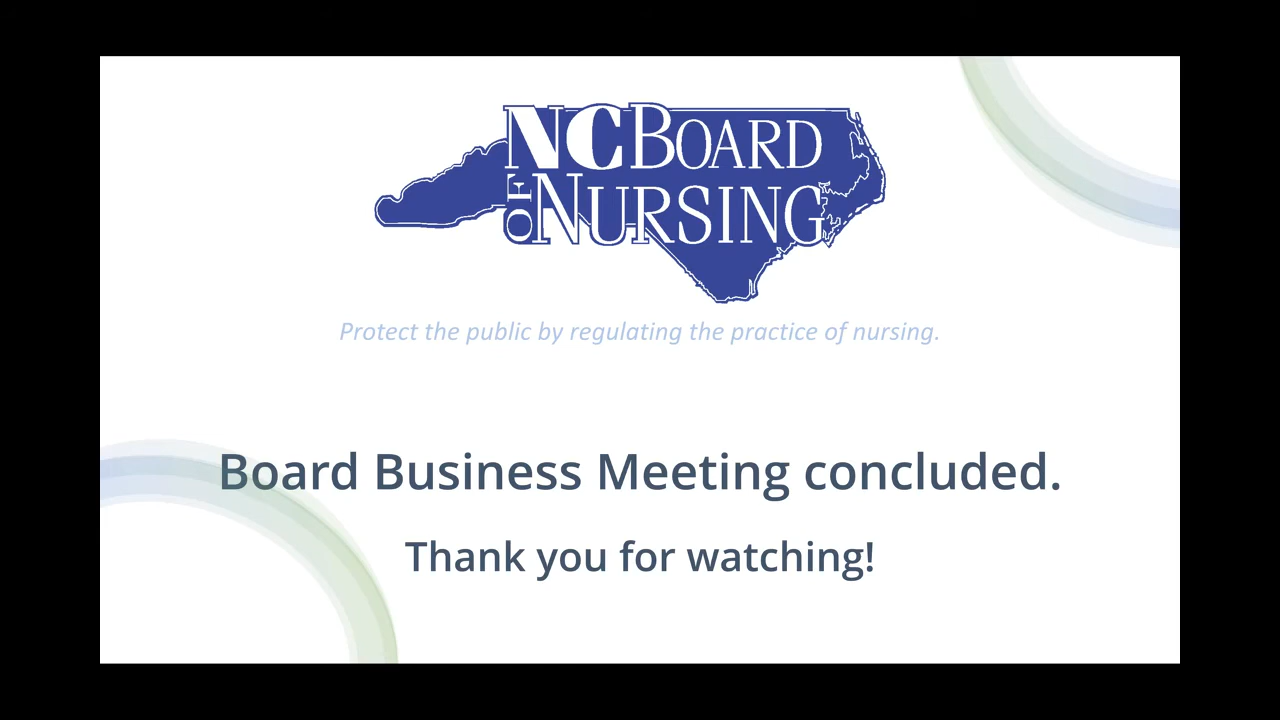 NC BOARD
OF NURSING
Protect the public by regulating the practice of nursing.
Board Business Meeting concluded.
Thank you for watching!